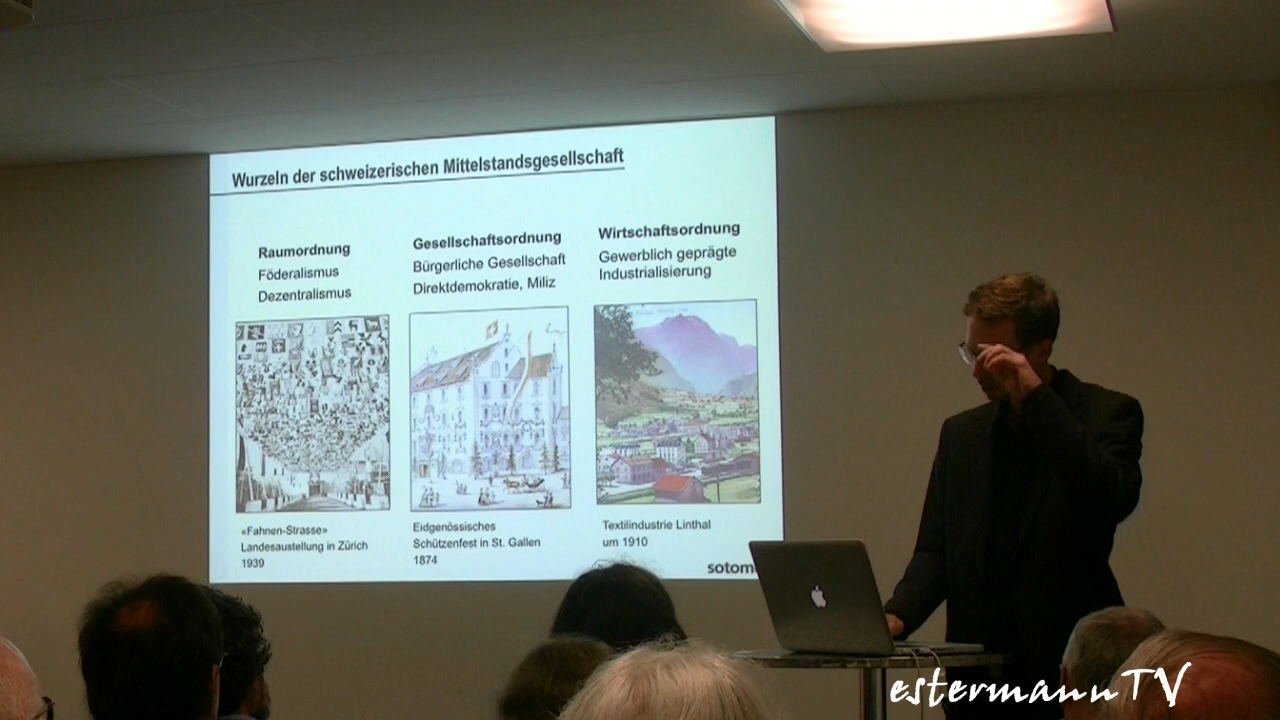 Wurzeln der schweizerischen Mittelstandsgesellschaft
Raumordnung
Föderalismus
Dezentralismus
Gesellschaftsordnung
Bürgerliche Gesellschaft
Direktdemokratie, Miliz
Wirtschaftsordnung
Gewerblich geprägte
Industrialisierung
«Fahnen-Strasse»
Landesaustellung in Zürich
1939
Eidgenössisches
Schützenfest in St. Gallen
1874
Textilindustrie Linthal
um 1910
sotom
estermannTV